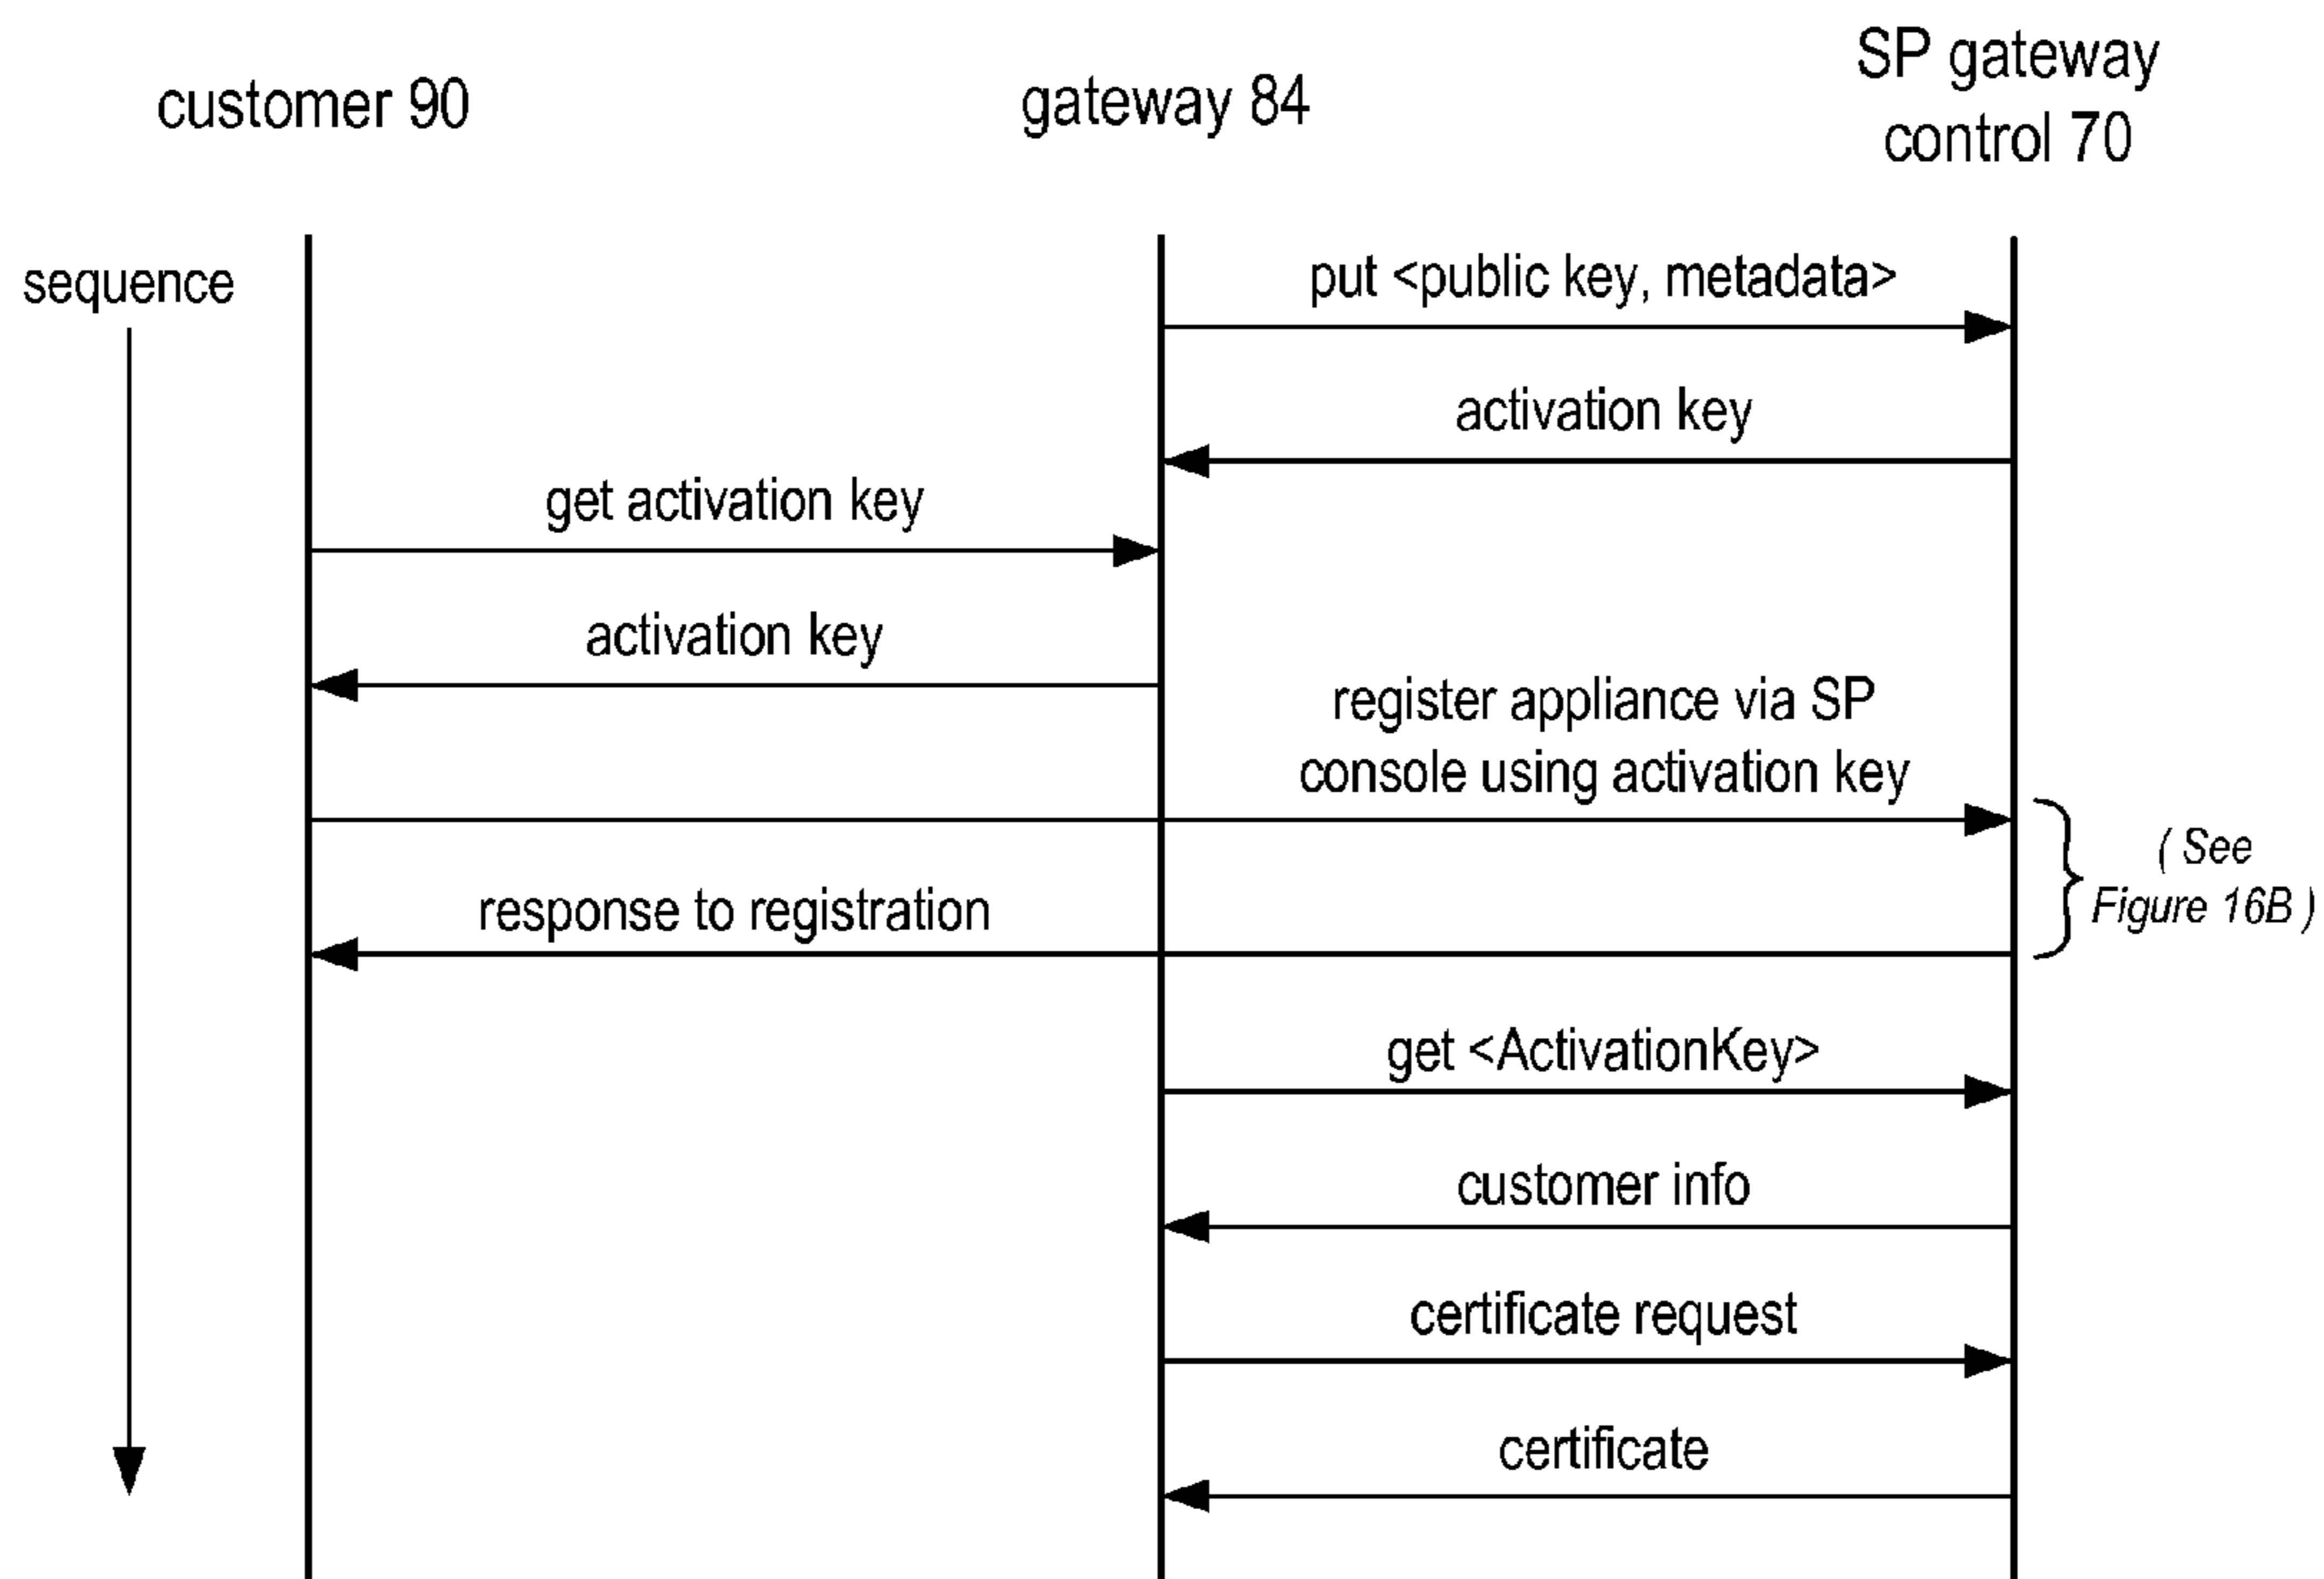 customer 90
gateway 84
SP gateway
control 70
sequence
put <public key, metadata>
activation key
get activation key
activation key
register appliance via SP
console using activation key
( See
Figure 16B )
response to registration
get <ActivationKey>
customer info
certificate request
certificate